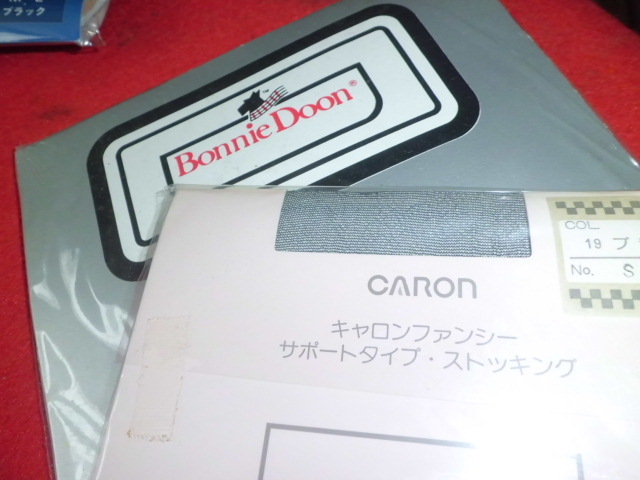 ブラック
Bonnie Doon®
COL
19 ブ
No. S
CARON
キャロンファンシー
サポートタイプ・ストッキング